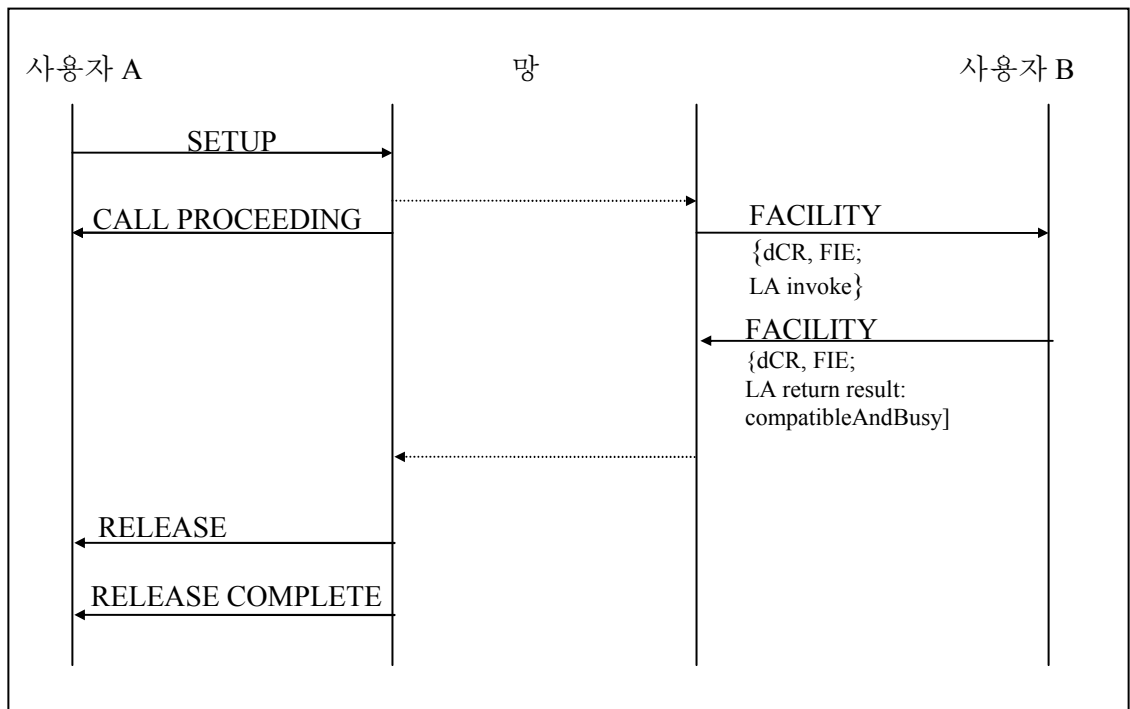 사용자 A
망
사용자 B
SETUP
CALL PROCEEDING
FACILITY
{dCR, FIE;
LA invoke}
FACILITY
{dCR, FIE;
LA return result:
compatibleAndBusy]
RELEASE
RELEASE COMPLETE